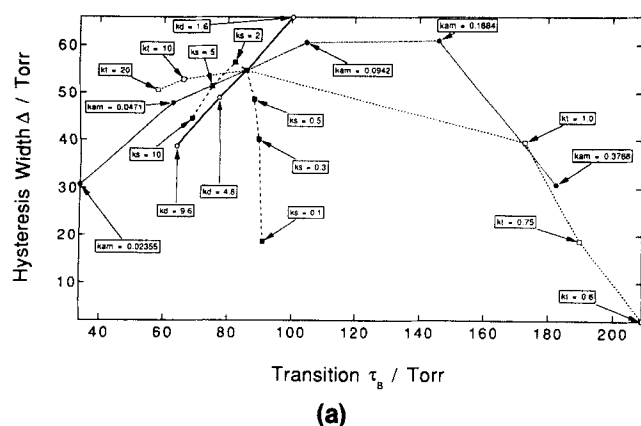 Hysteresis Width Δ / Torr
60
50
40
30
20
10
kd = 1.6
ks = 2
kt = 10
ks = 5
kt = 20
kam = 0.0471
kam = 0.1684
kam = 0.0942
ks = 0.5
kt = 1.0
ks = 10
ks = 0.3
kam = 0.3768
kd = 9.6
kd = 4.8
ks = 0.1
kt = 0.75
kam = 0.02355
kt = 0.6
40 60 80 100 120 140 160 180 200
Transition τ_B / Torr
(a)